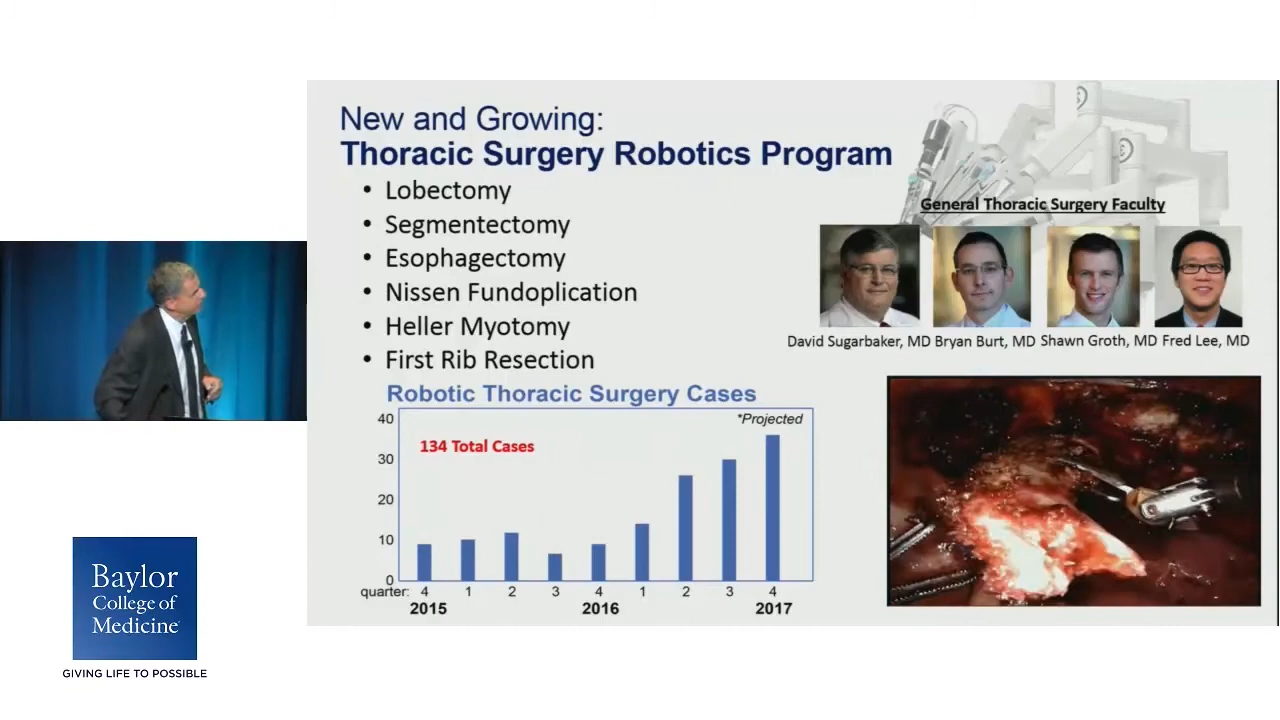 New and Growing:
Thoracic Surgery Robotics Program
• Lobectomy
• Segmentectomy
• Esophagectomy
• Nissen Fundoplication
• Heller Myotomy
• First Rib Resection
General Thoracic Surgery Faculty
David Sugarbaker, MD Bryan Burt, MD Shawn Groth, MD Fred Lee, MD
Robotic Thoracic Surgery Cases
*Projected
134 Total Cases
40
30
20
10
0
quarter: 4 1 2 3 4 1 2 3 4
2015 2016 2017
Baylor
College of
Medicine
GIVING LIFE TO POSSIBLE